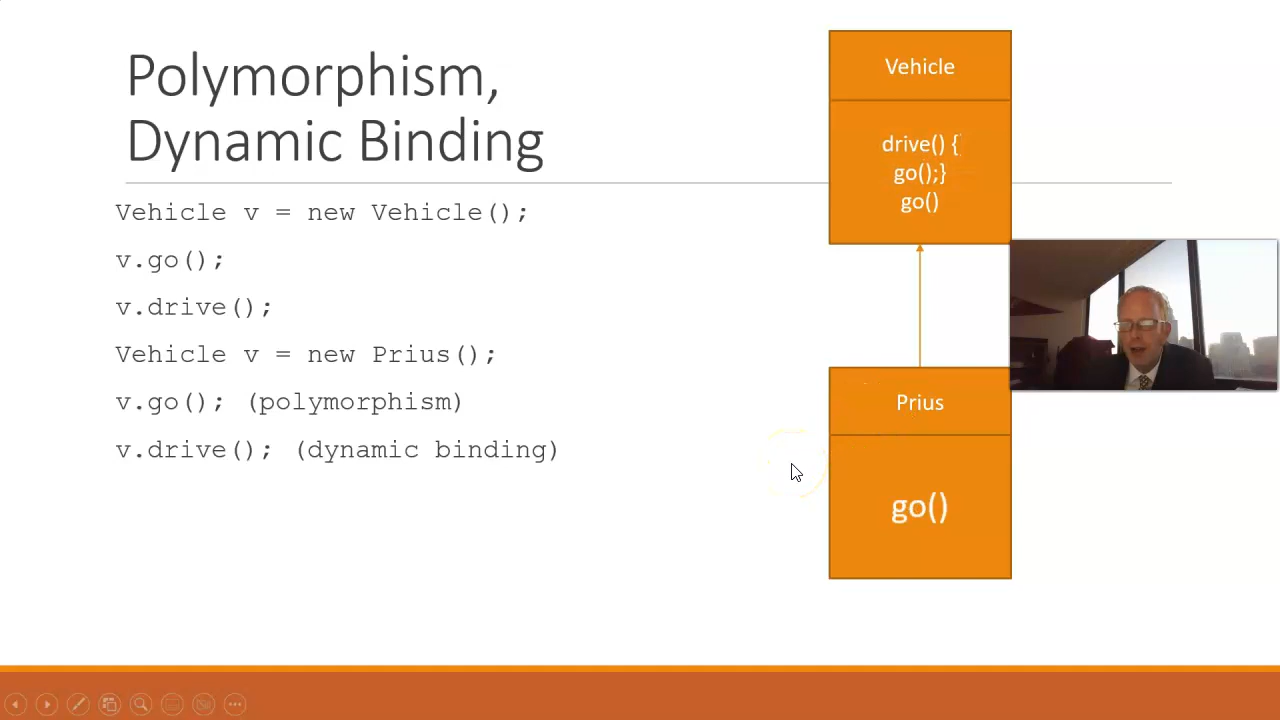 Polymorphism,
Dynamic Binding
Vehicle v = new Vehicle();
v.go();
v.drive();
Vehicle v = new Prius();
v.go(); (polymorphism)
v.drive(); (dynamic binding)
Vehicle
drive() {
go();}
go()
Prius
go()